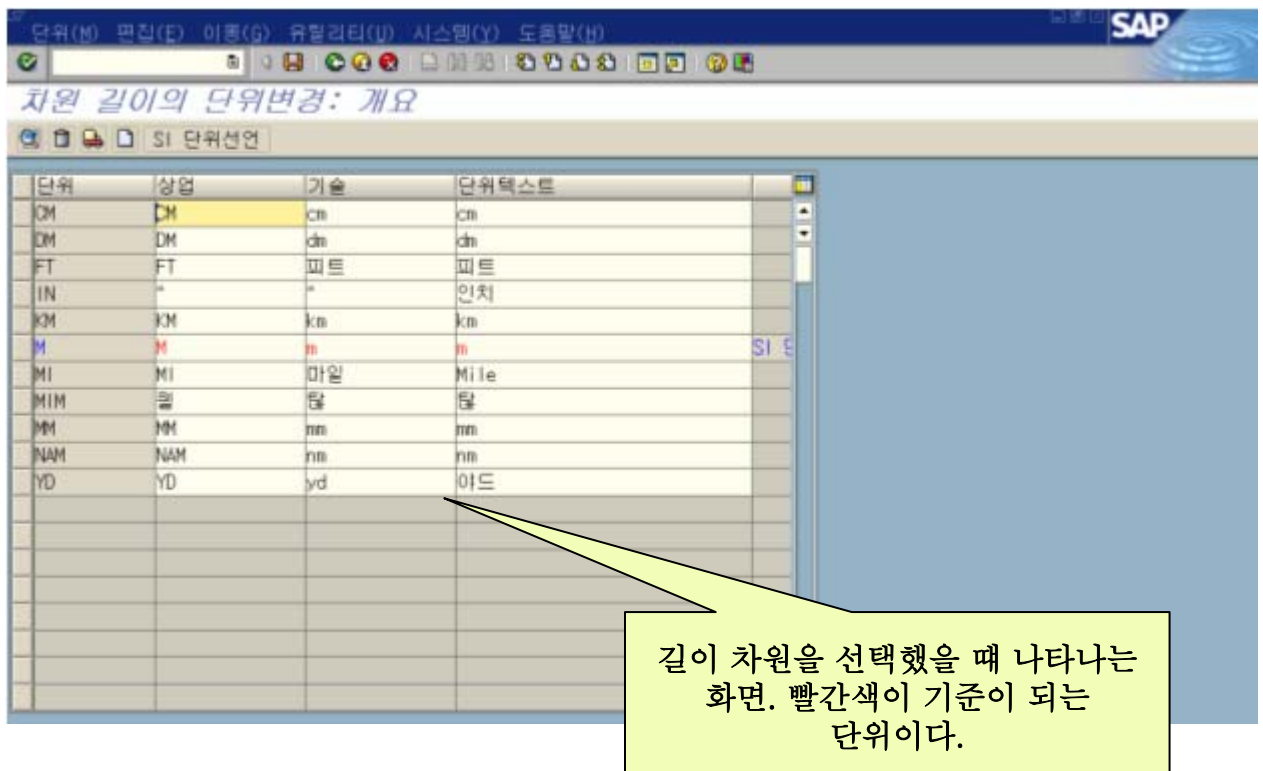 단위(M) 편집(E) 이동(G) 유틸리티(U) 시스템(Y) 도움말(H)
SAP
차원 길이의 단위변경: 개요
SI 단위선언
단위 상업 기술 단위텍스트
CM CM cm cm
DM DM dm dm
FT FT 피트 피트
IN " " 인치
KM KM km km
M M m m SI 단
MI MI 마일 Mile
MIM
MM MM mm mm
NAM NAM nm nm
YD YD yd 야드
길이 차원을 선택했을 떄 나타나는
화면. 빨간색이 기준이 되는
단위이다.